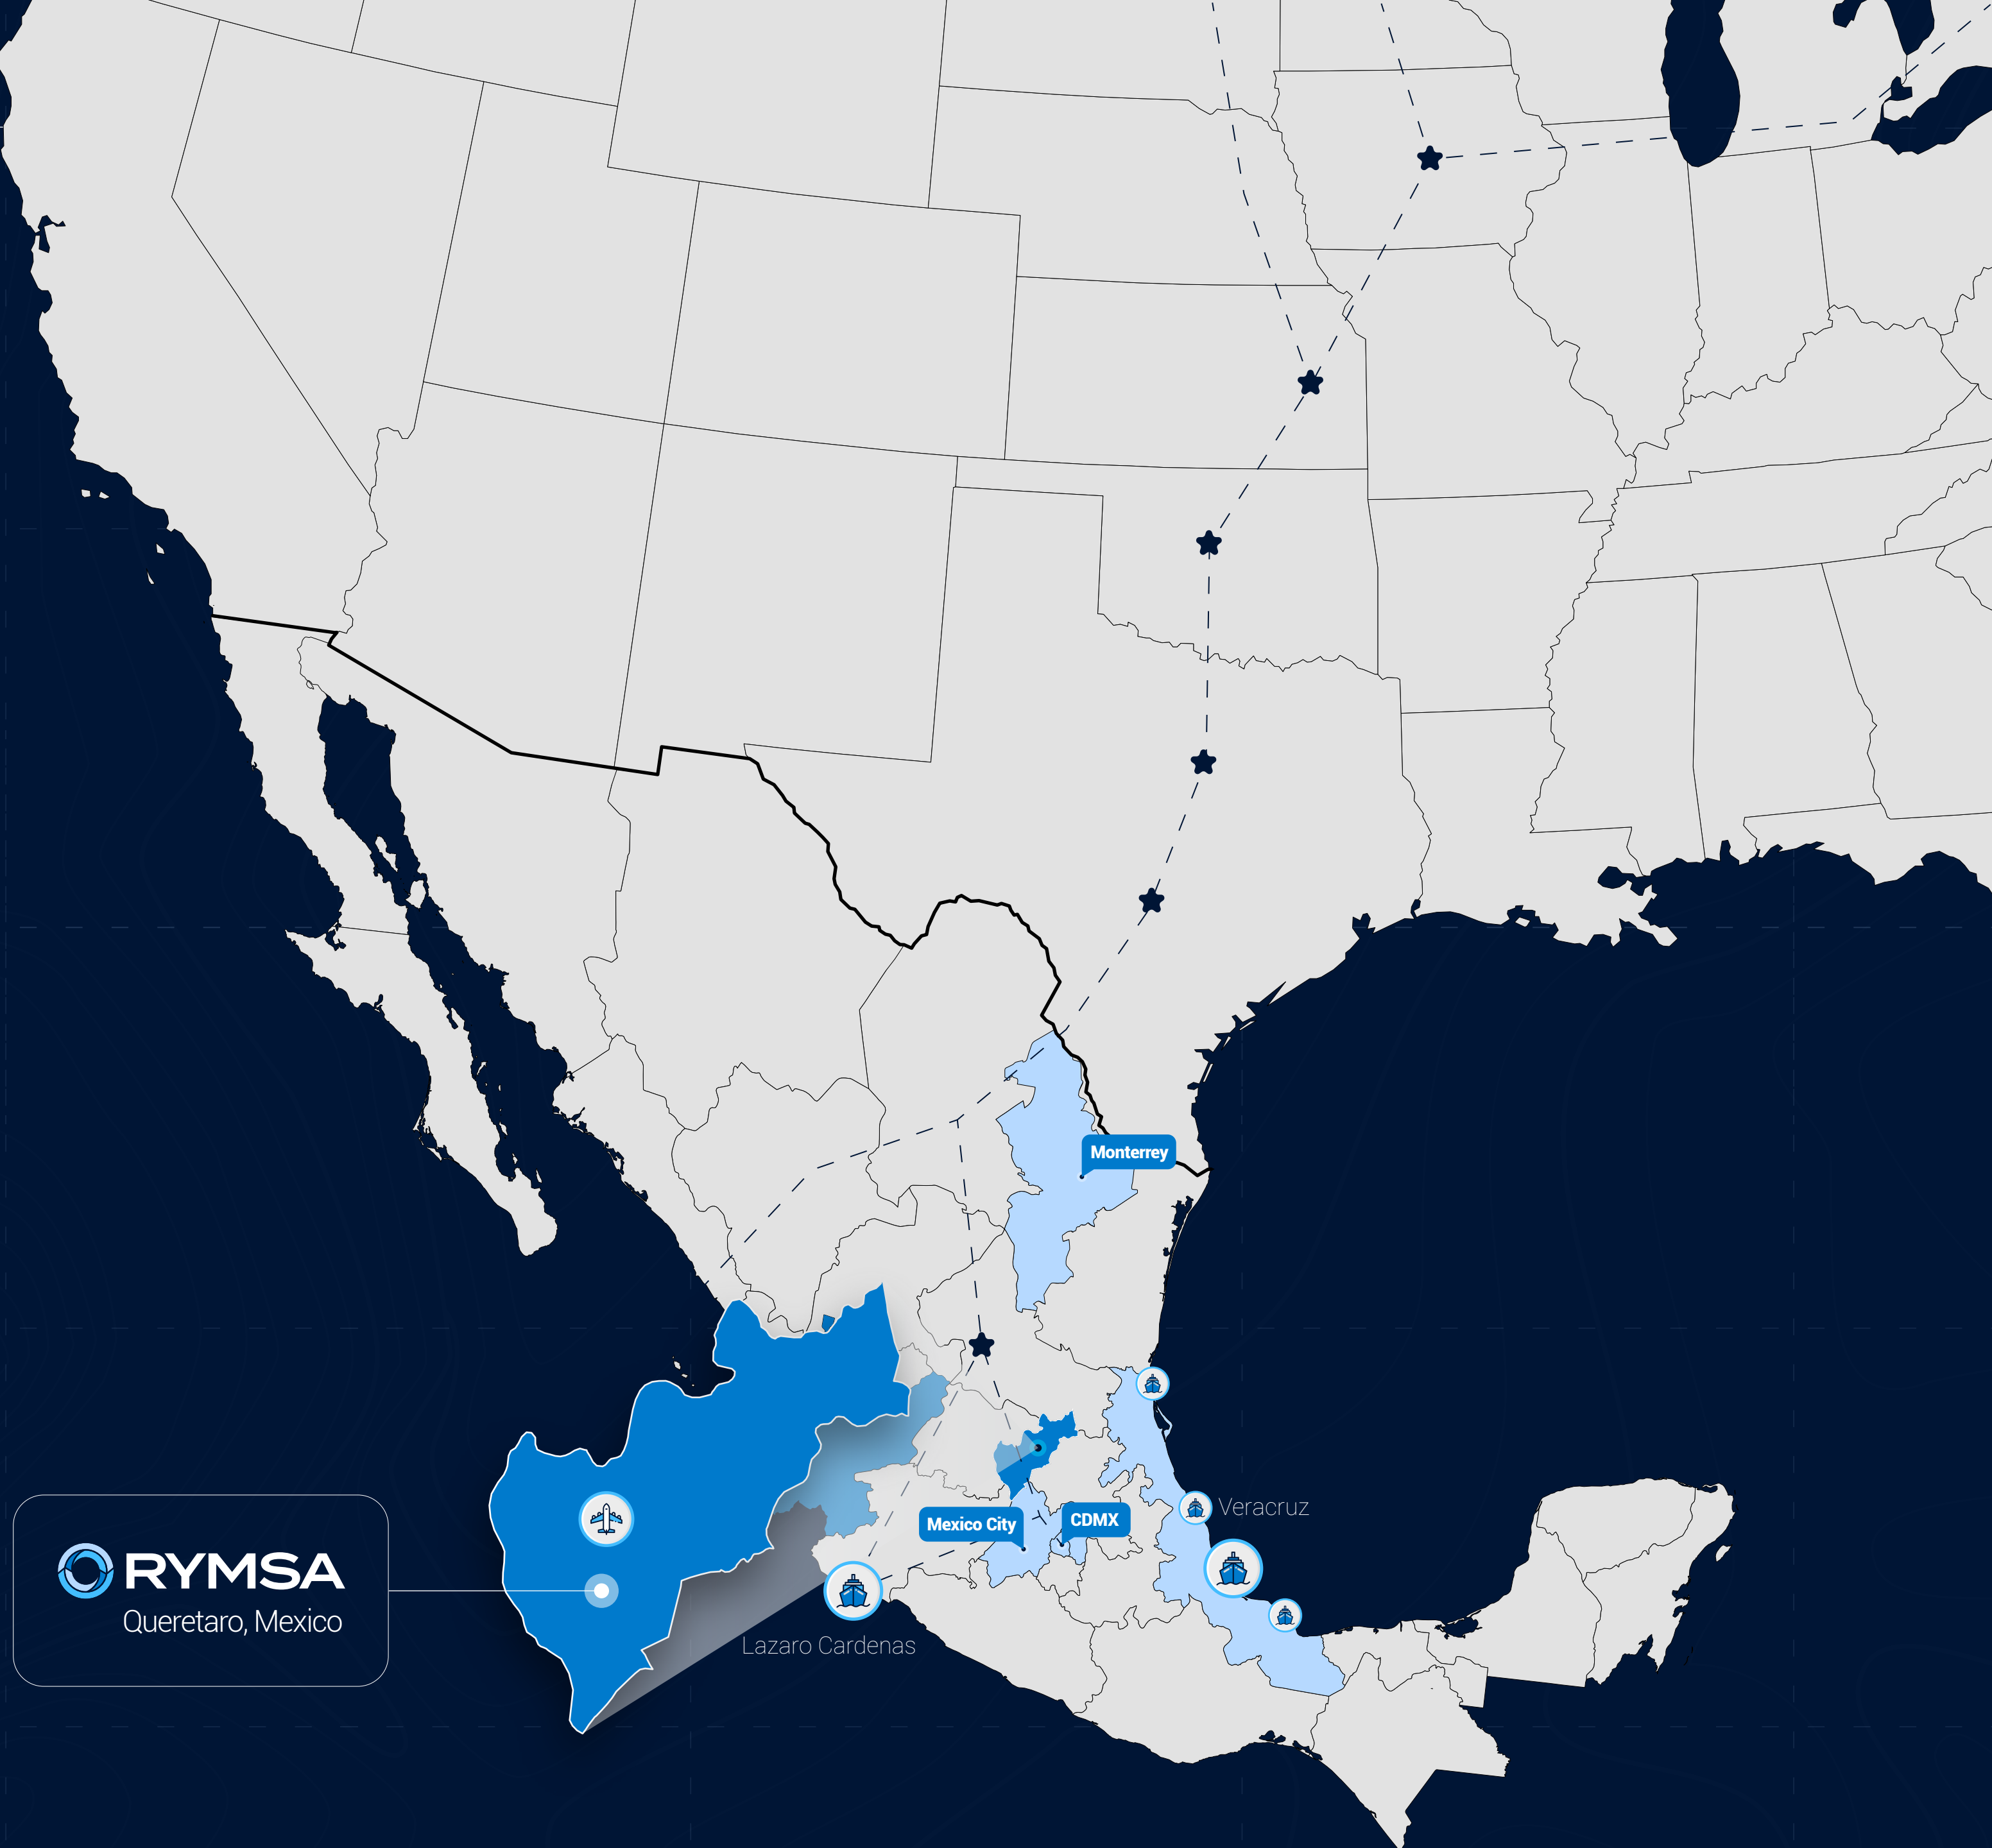 Monterrey
Veracruz
Mexico City
CDMX
RYMSA
Queretaro, Mexico
Lazaro Cardenas